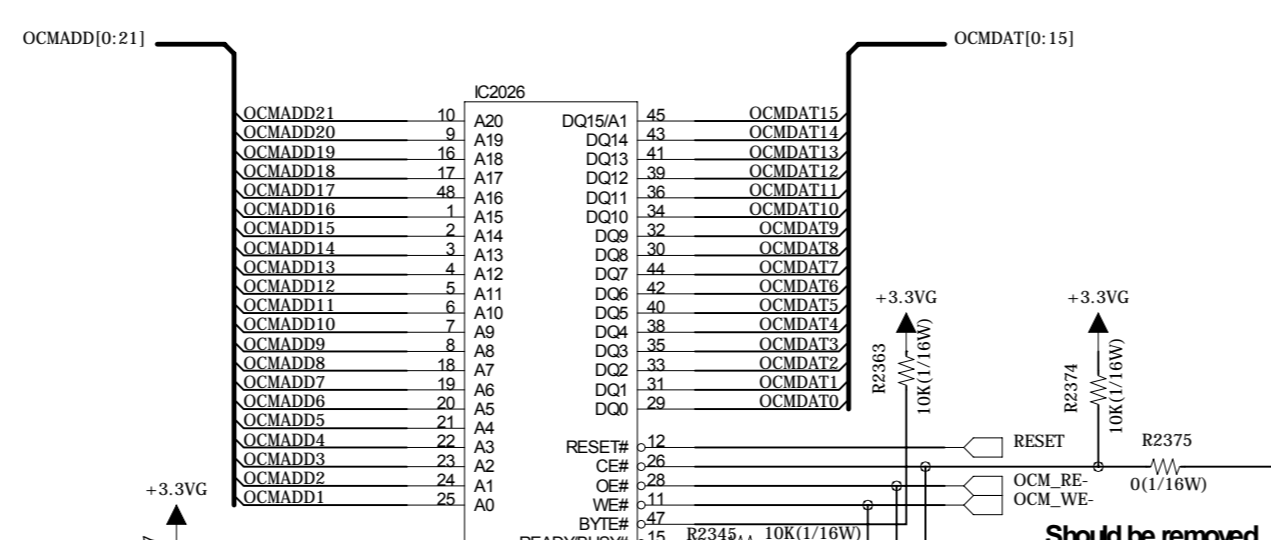 OCMADD[0:21]
OCMDAT[0:15]
IC2026
OCMADD21 10 A20 DQ15/A1 45 OCMDAT15
OCMADD20 9 A19 DQ14 43 OCMDAT14
OCMADD19 16 A18 DQ13 41 OCMDAT13
OCMADD18 17 A17 DQ12 39 OCMDAT12
OCMADD17 48 A16 DQ11 36 OCMDAT11
OCMADD16 1 A15 DQ10 34 OCMDAT10
OCMADD15 2 A14 DQ9 32 OCMDAT9
OCMADD14 3 A13 DQ8 30 OCMDAT8
OCMADD13 4 A12 DQ7 44 OCMDAT7
OCMADD12 5 A11 DQ6 42 OCMDAT6
OCMADD11 6 A10 DQ5 40 OCMDAT5
OCMADD10 7 A9 DQ4 38 OCMDAT4
OCMADD9 8 A8 DQ3 35 OCMDAT3
OCMADD8 18 A7 DQ2 33 OCMDAT2
OCMADD7 19 A6 DQ1 31 OCMDAT1
OCMADD6 20 A5 DQ0 29 OCMDAT0
OCMADD5 21 A4
OCMADD4 22 A3 RESET# 12 RESET
OCMADD3 23 A2 CE# 26
OCMADD2 24 A1 OE# 28 OCM_RE-
OCMADD1 25 A0 WE# 11 OCM_WE-
BYTE# 47
READY/BUSY# 15
R2345 10K(1/16W)
+3.3VG
R2363
10K(1/16W)
+3.3VG
R2374
10K(1/16W)
R2375
0(1/16W)
+3.3VG
Should be removed